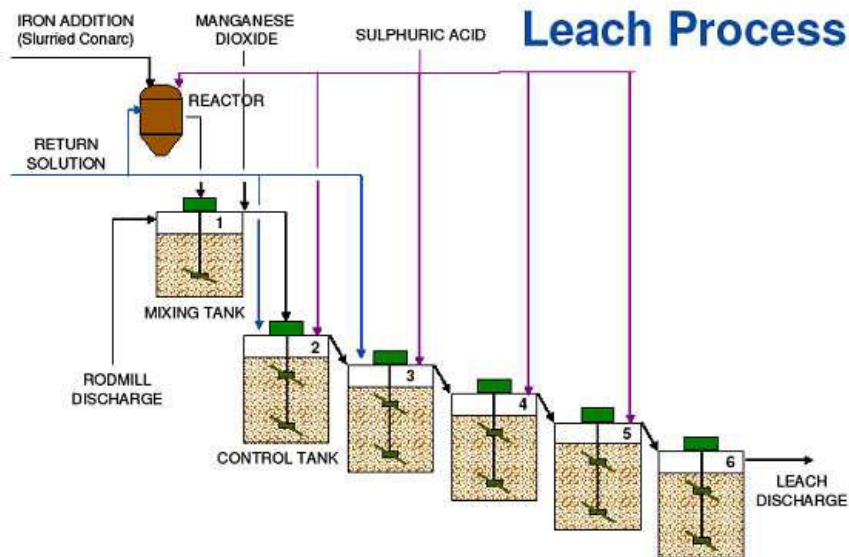 Leach Process
IRON ADDITION
(Slurried Conarc)
MANGANESE
DIOXIDE
SULPHURIC ACID
REACTOR
RETURN
SOLUTION
1
MIXING TANK
2
RODMILL
DISCHARGE
3
CONTROL TANK
4
5
6
LEACH
DISCHARGE